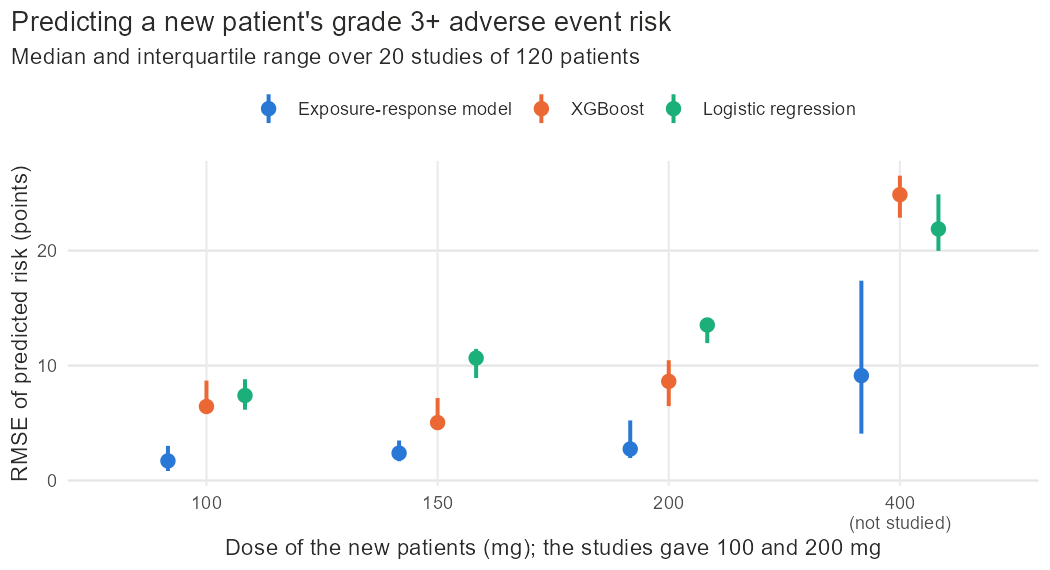 Predicting a new patient's grade 3+ adverse event risk
Median and interquartile range over 20 studies of 120 patients
Exposure-response model XGBoost Logistic regression
RMSE of predicted risk (points)
20
10
0
100 150 200 400
(not studied)
Dose of the new patients (mg); the studies gave 100 and 200 mg